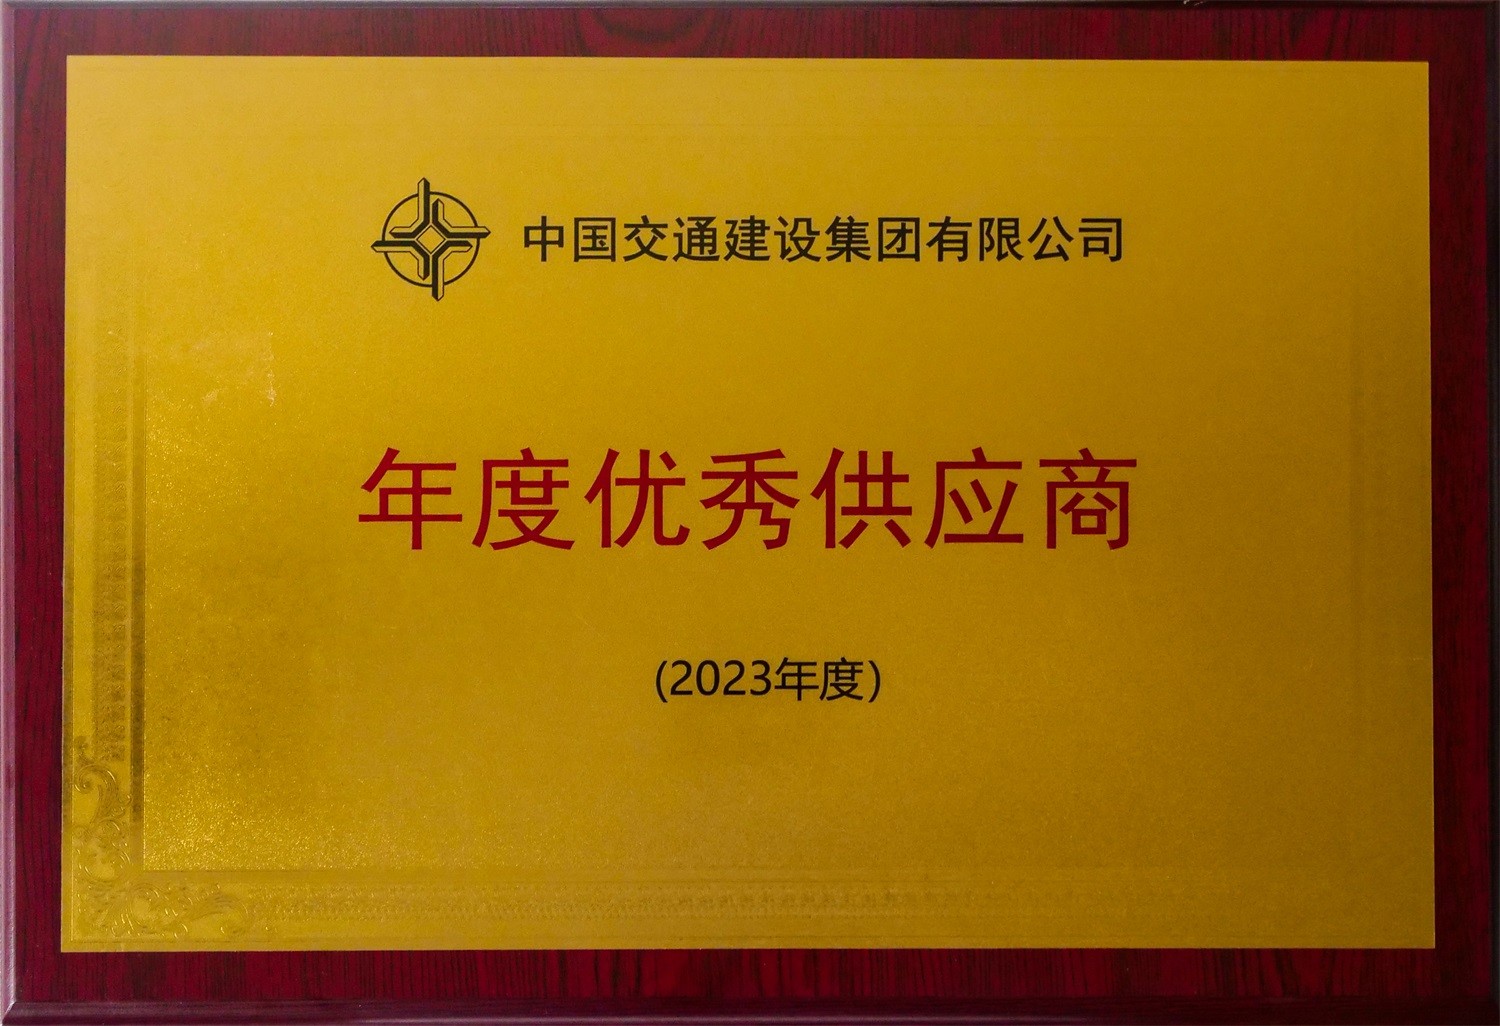 中国交通建设集团有限公司
年度优秀供应商
(2023年度)